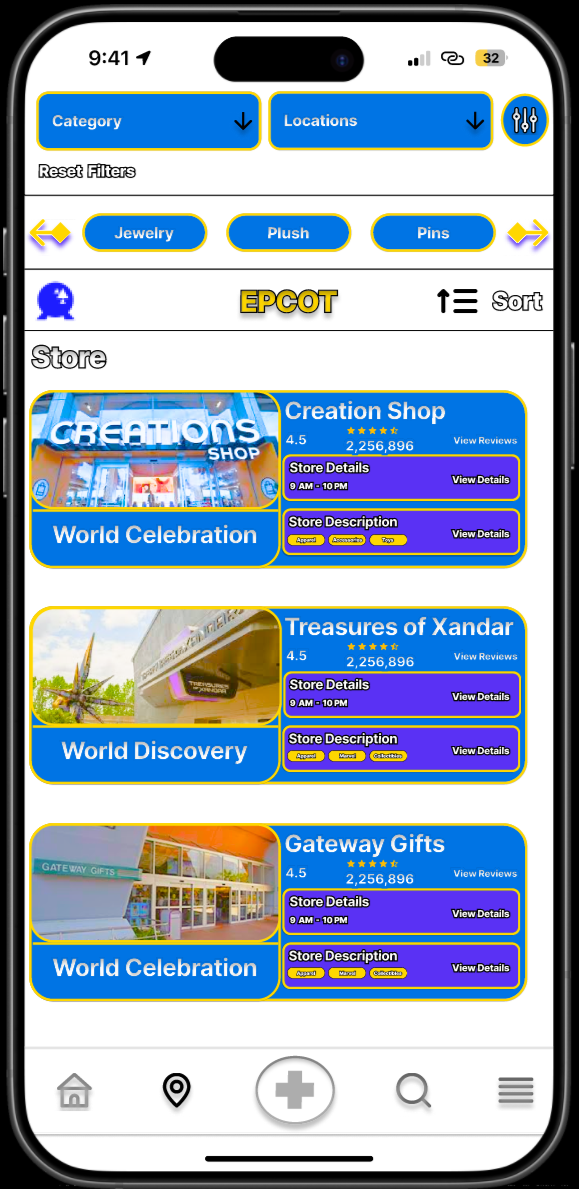 9:41
32
Category
Locations
Reset Filters
Jewelry
Plush
Pins
EPCOT
Sort
Store
CREATIONS
SHOP
World Celebration
Creation Shop
4.5
2,256,896
View Reviews
Store Details
9 AM - 10 PM
View Details
Store Description
Apparel
Accessories
Toys
View Details
TREASURES
OF XANDAR
World Discovery
Treasures of Xandar
4.5
2,256,896
View Reviews
Store Details
9 AM - 10 PM
View Details
Store Description
Apparel
Marvel
Collectibles
View Details
GATEWAY GIFTS
World Celebration
Gateway Gifts
4.5
2,256,896
View Reviews
Store Details
9 AM - 10 PM
View Details
Store Description
Apparel
Marvel
Collectibles
View Details